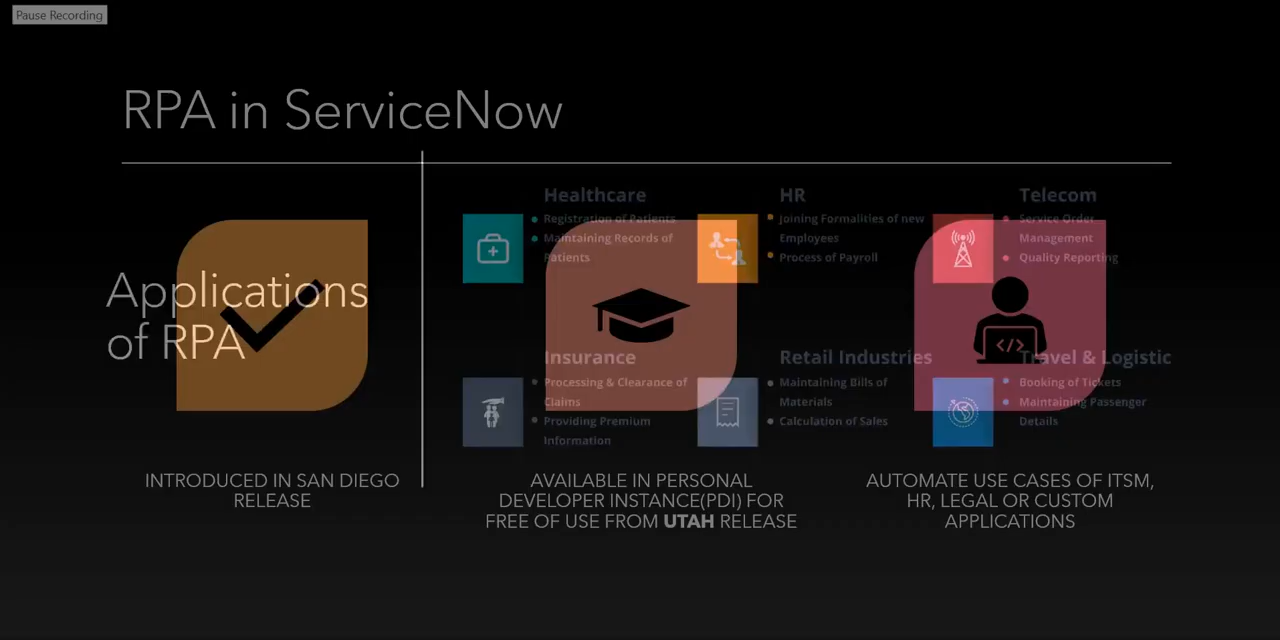 Pause Recording
RPA in ServiceNow
Applications
of RPA
Healthcare
Registration of Patients
Maintaining Records of
Patients
HR
Joining Formalities of new
Employees
Process of Payroll
Telecom
Service Order
Management
Quality Reporting
Insurance
Processing & Clearance of
Claims
Providing Premium
Information
Retail Industries
Maintaining Bills of
Materials
Calculation of Sales
Travel & Logistic
Booking of Tickets
Maintaining Passenger
Details
INTRODUCED IN SAN DIEGO
RELEASE
AVAILABLE IN PERSONAL
DEVELOPER INSTANCE(PDI) FOR
FREE OF USE FROM UTAH RELEASE
AUTOMATE USE CASES OF ITSM,
HR, LEGAL OR CUSTOM
APPLICATIONS